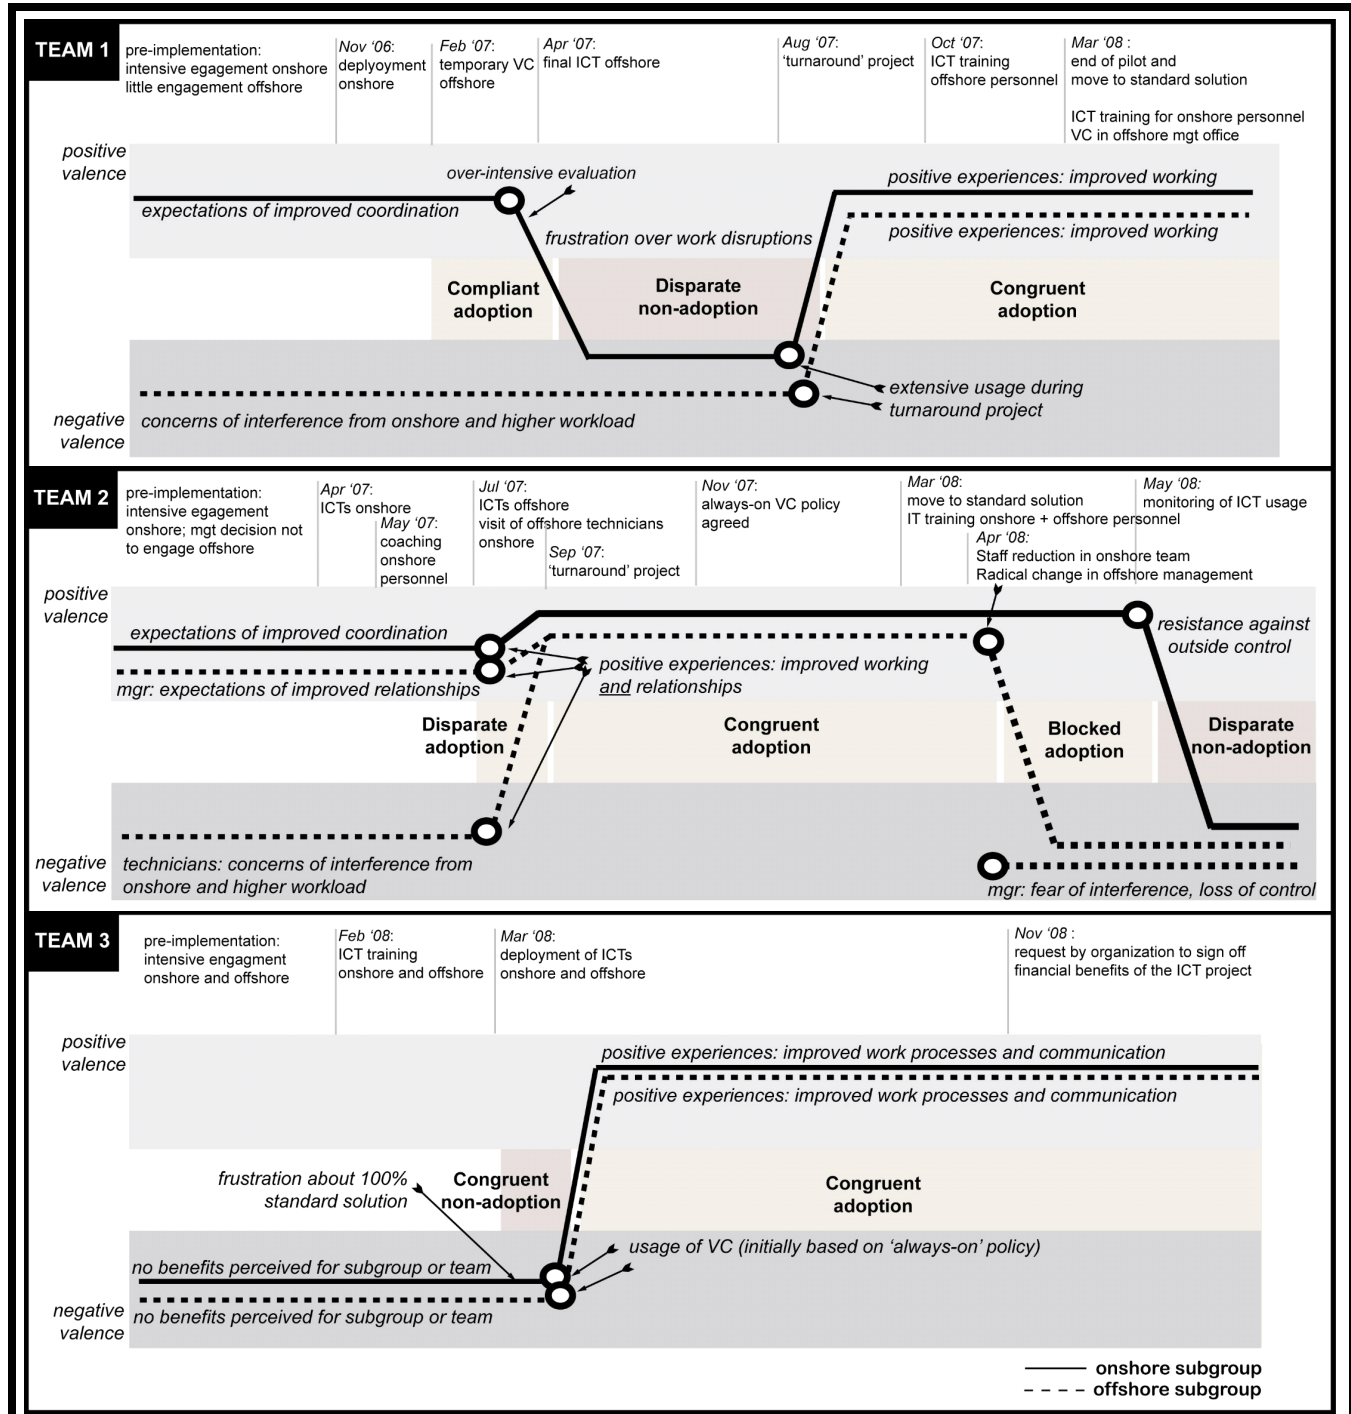 TEAM 1
pre-implementation:
intensive egagement onshore
little engagement offshore
Nov ‘06:
deplyoyment
onshore
Feb ‘07:
temporary VC
offshore
Apr ‘07:
final ICT offshore
Aug ‘07:
‘turnaround’ project
Oct ‘07:
ICT training
offshore personnel
Mar ‘08 :
end of pilot and
move to standard solution
ICT training for onshore personnel
VC in offshore mgt office
positive
valence
over-intensive evaluation
positive experiences: improved working
expectations of improved coordination
frustration over work disruptions
positive experiences: improved working
Compliant
adoption
Disparate
non-adoption
Congruent
adoption
extensive usage during
turnaround project
negative
valence
concerns of interference from onshore and higher workload
TEAM 2
pre-implementation:
intensive egagement
onshore; mgt decision not
to engage offshore
Apr ‘07:
ICTs onshore
May ‘07:
coaching
onshore
personnel
Jul ‘07:
ICTs offshore
visit of offshore technicians
onshore
Sep ‘07:
‘turnaround’ project
Nov ‘07:
always-on VC policy
agreed
Mar ‘08:
move to standard solution
IT training onshore + offshore personnel
Apr ‘08:
Staff reduction in onshore team
Radical change in offshore management
May ‘08:
monitoring of ICT usage
positive
valence
expectations of improved coordination
mgr: expectations of improved relationships
positive experiences: improved working
and relationships
resistance against
outside control
Disparate
adoption
Congruent
adoption
Blocked
adoption
Disparate
non-adoption
negative
valence
technicians: concerns of interference from
onshore and higher workload
mgr: fear of interference, loss of control
TEAM 3
pre-implementation:
intensive engagment
onshore and offshore
Feb ‘08:
ICT training
onshore and offshore
Mar ‘08:
deployment of ICTs
onshore and offshore
Nov ‘08 :
request by organization to sign off
financial benefits of the ICT project
positive
valence
positive experiences: improved work processes and communication
positive experiences: improved work processes and communication
frustration about 100%
standard solution
Congruent
non-adoption
Congruent
adoption
usage of VC (initially based on ‘always-on’ policy)
no benefits perceived for subgroup or team
negative
valence
no benefits perceived for subgroup or team
onshore subgroup
offshore subgroup